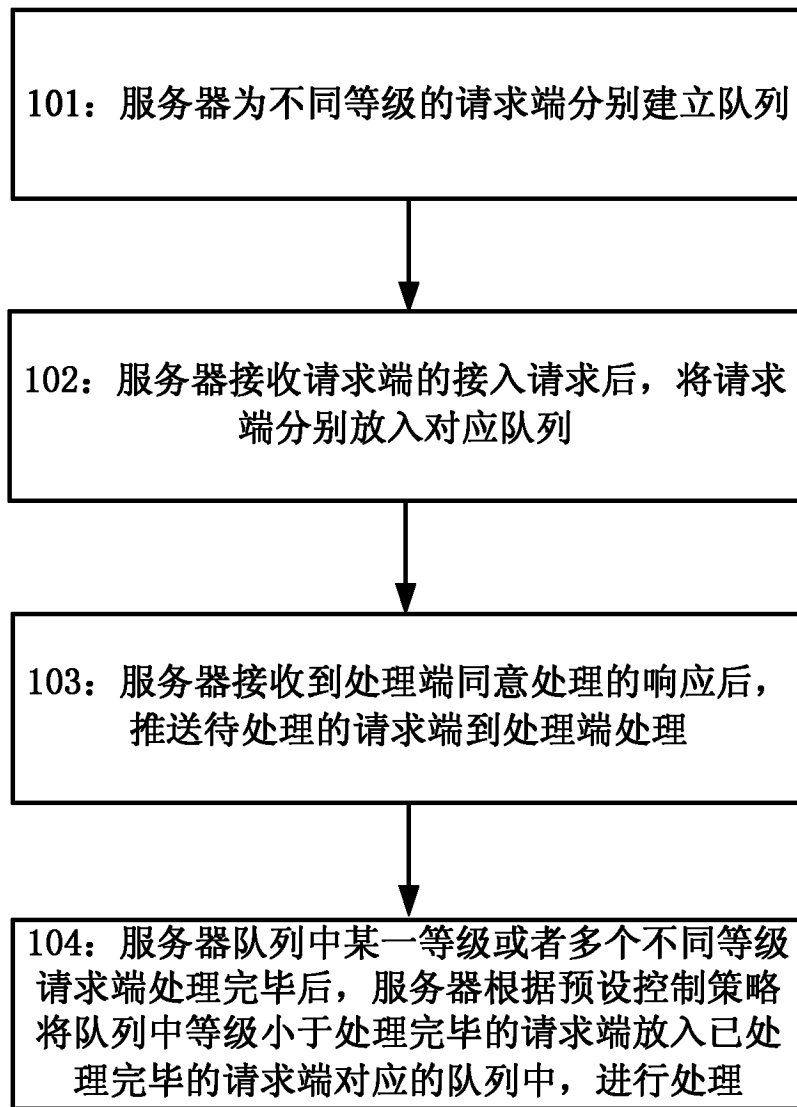 101：服务器为不同等级的请求端分别建立队列
102：服务器接收请求端的接入请求后，将请求
端分别放入对应队列
103：服务器接收到处理端同意处理的响应后，
推送待处理的请求端到处理端处理
104：服务器队列中某一等级或者多个不同等级
请求端处理完毕后，服务器根据预设控制策略
将队列中等级小于处理完毕的请求端放入已处
理完毕的请求端对应的队列中，进行处理